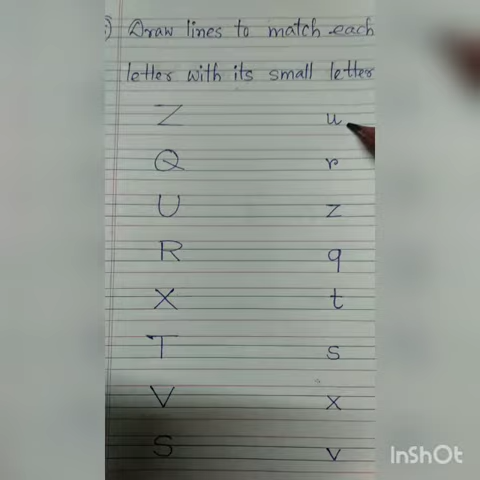 Draw lines to match each
letter with its small letter
Z u
Q r
U z
R q
X t
T s
V x
S v
InShOt